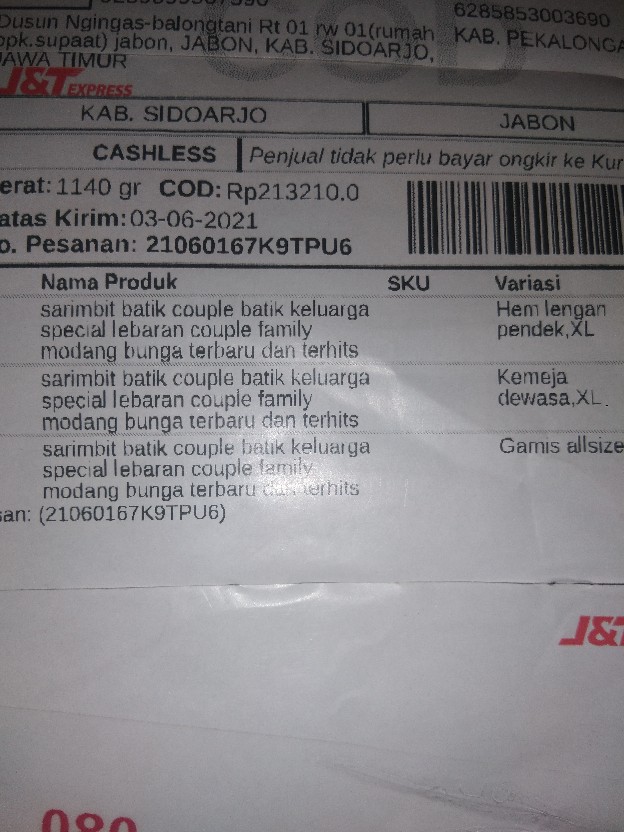 6285853003690
Dusun Ngingas-balongtani Rt 01 rw 01(rumah
KAB. PEKALONGA
bpk.supaat) jabon, JABON, KAB. SIDOARJO,
JAWA TIMUR
COD
J&T EXPRESS
KAB. SIDOARJO JABON
CASHLESS Penjual tidak perlu bayar ongkir ke Kur
erat: 1140 gr COD: Rp213210.0
atas Kirim: 03-06-2021
o. Pesanan: 21060167K9TPU6
Nama Produk SKU Variasi
sarimbit batik couple batik keluarga Hem lengan
special lebaran couple family pendek,XL
modang bunga terbaru dan terhits
sarimbit batik couple batik keluarga Kemeja
special lebaran couple family dewasa,XL.
modang bunga terbaru dan terhits
sarimbit batik couple batik keluarga Gamis allsize
special lebaran couple family
modang bunga terbaru dan terhits
san: (21060167K9TPU6)
J&T
080